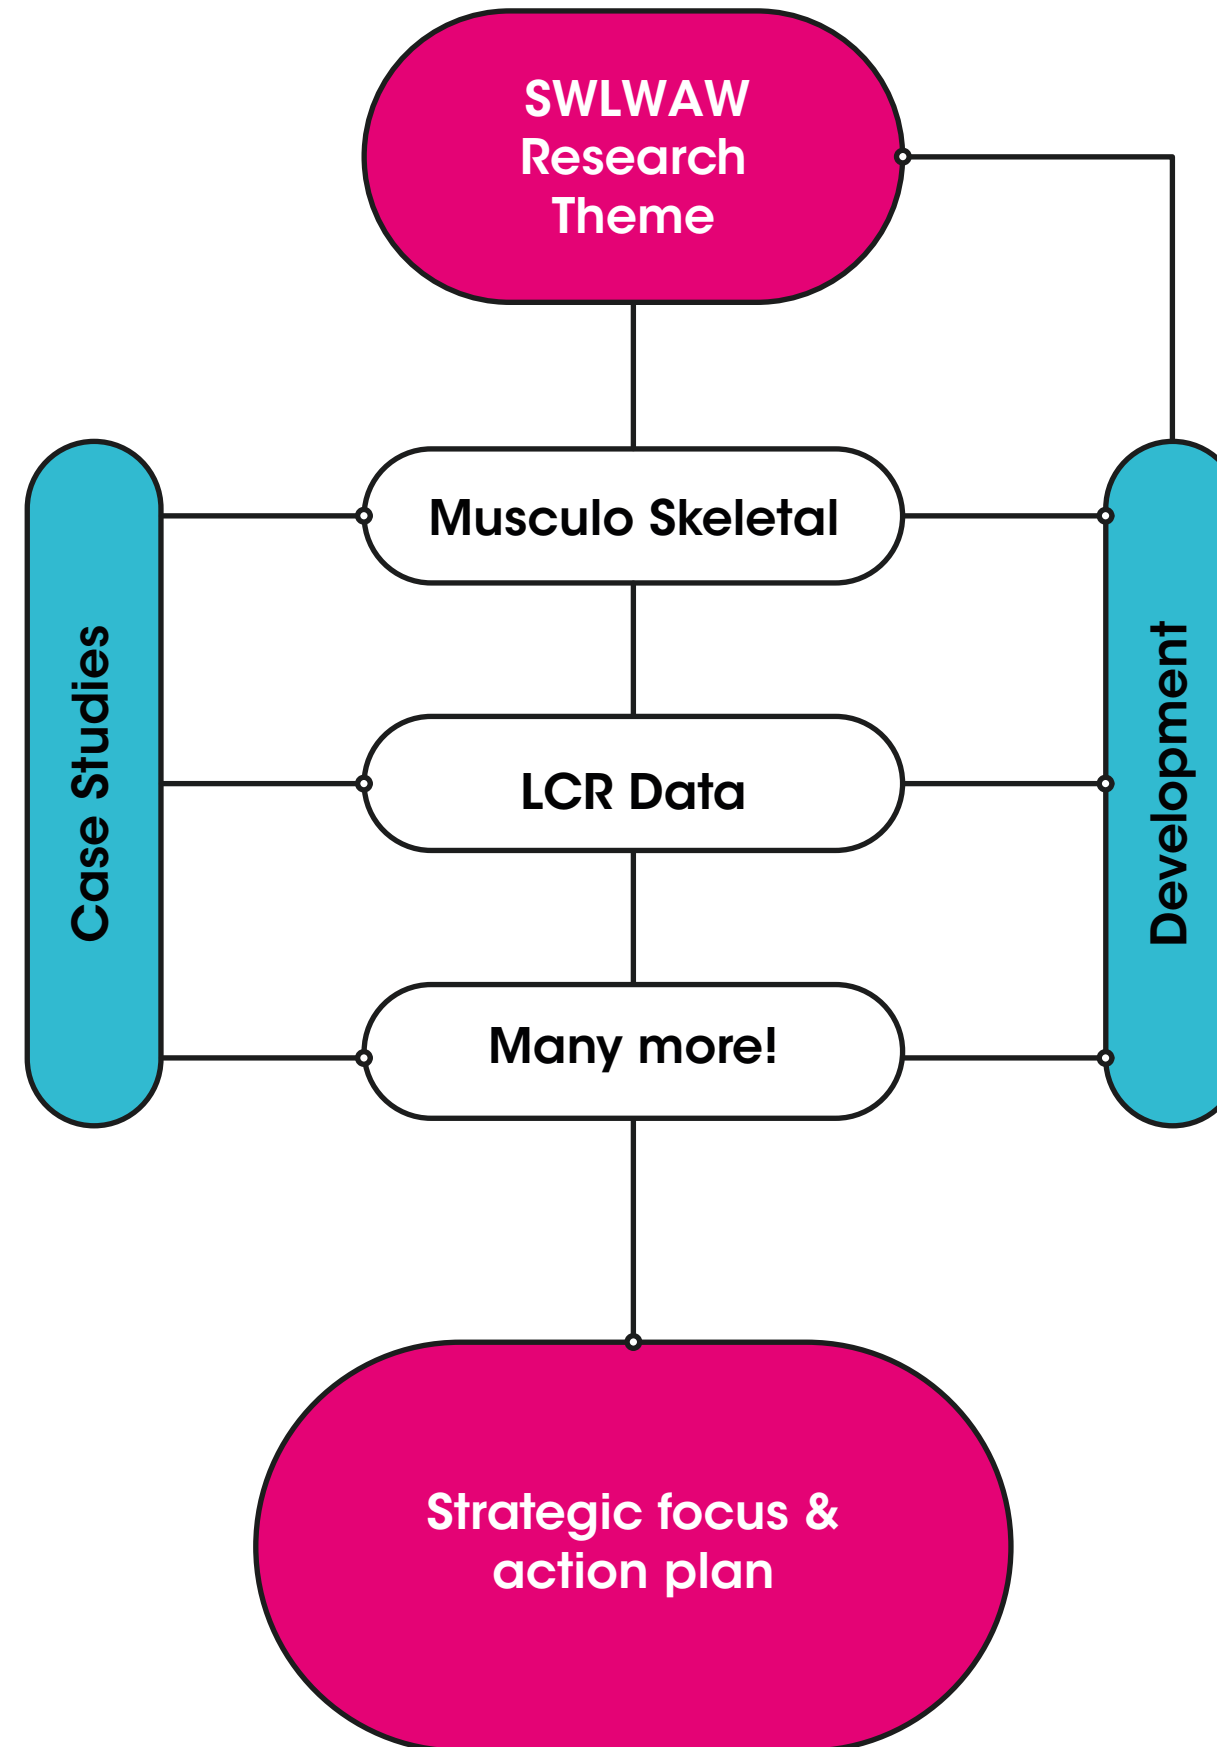 SWLWAW
Research
Theme
Musculo Skeletal
Case Studies
LCR Data
Development
Many more!
Strategic focus &
action plan